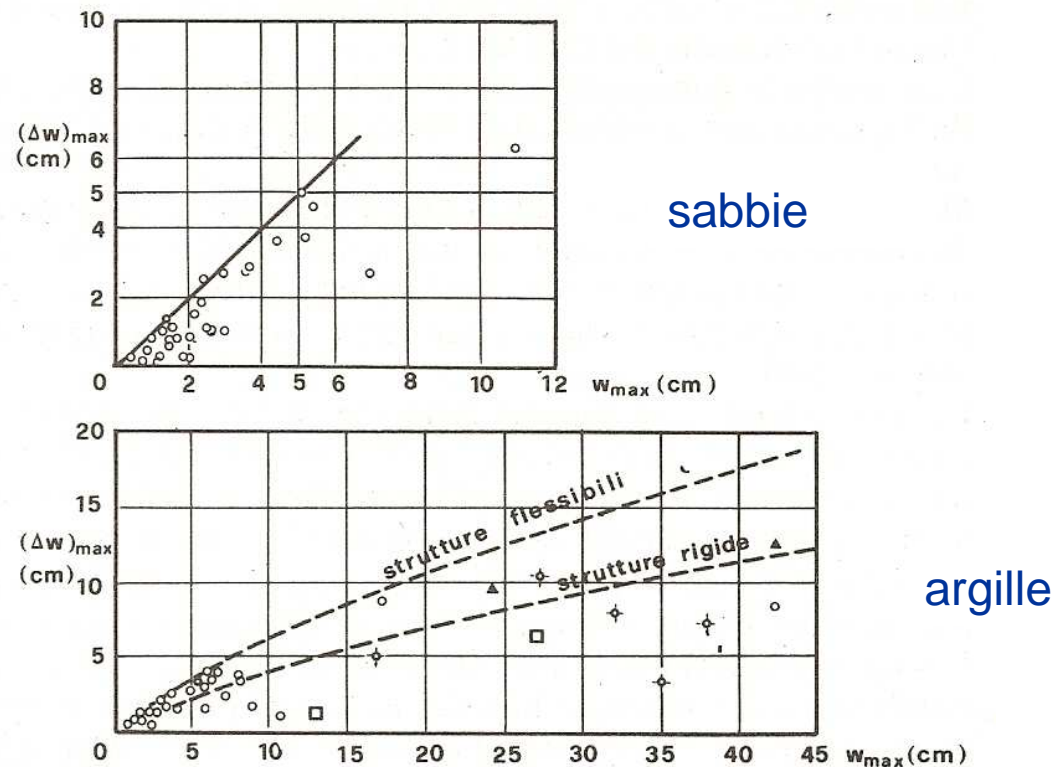 10
8
(Δw)max
(cm) 6
5
4
2
0 2 4 5 6 8 10 12 wmax (cm)
sabbie
20
15
(Δw)max
(cm)
10
5
0 5 10 15 20 25 30 35 40 45 wmax (cm)
strutture flessibili
strutture rigide
argille